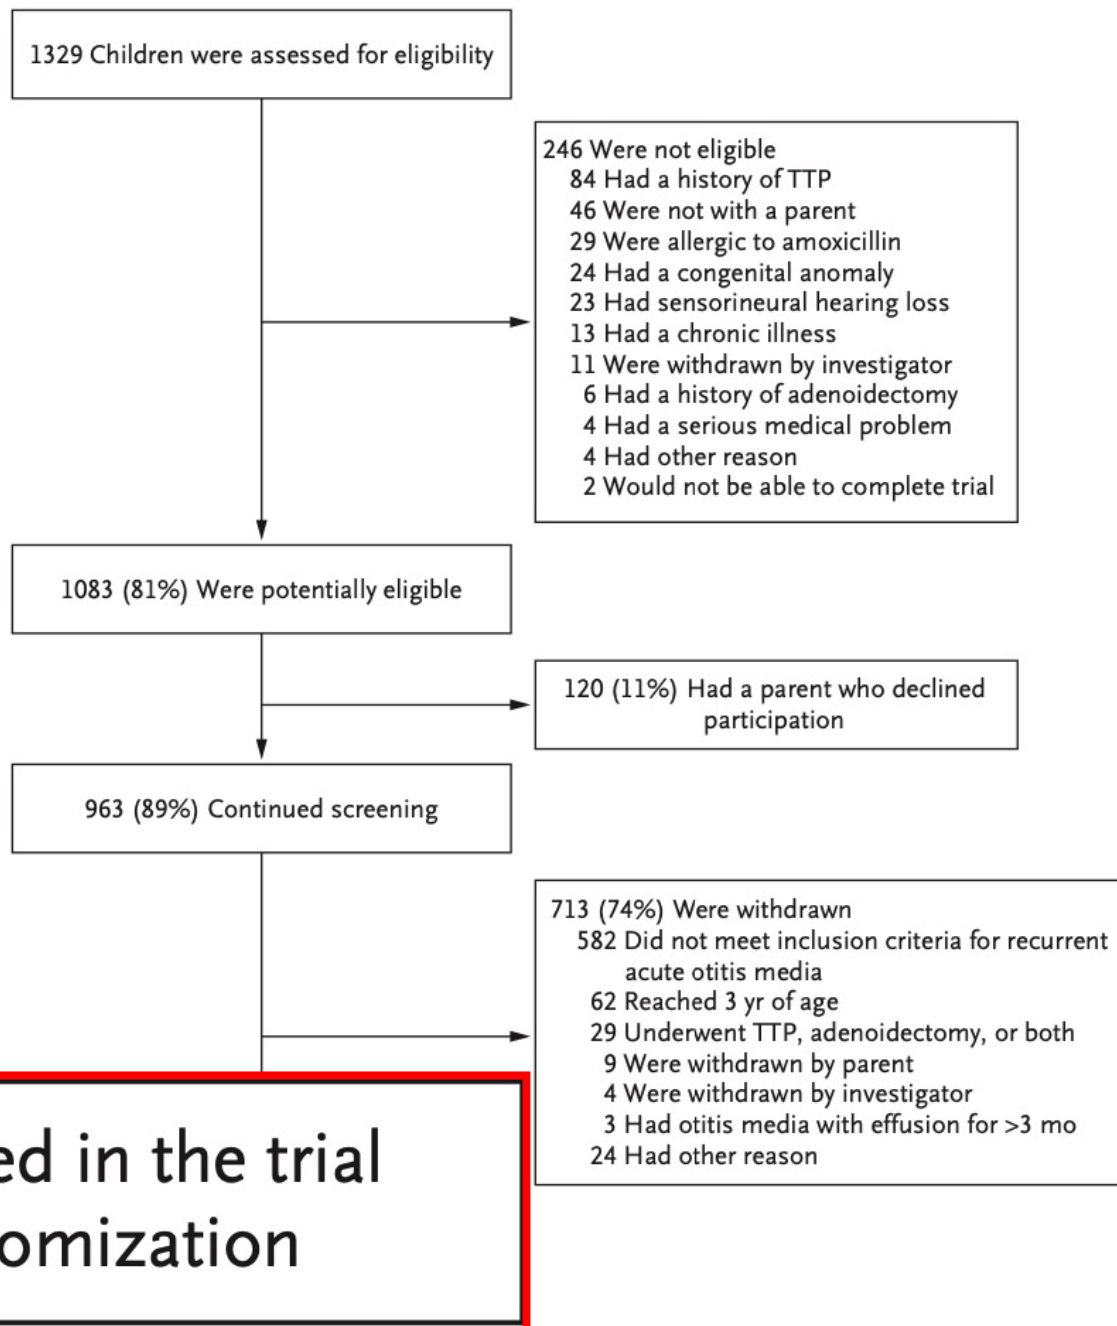 1329 Children were assessed for eligibility
246 Were not eligible
84 Had a history of TTP
46 Were not with a parent
29 Were allergic to amoxicillin
24 Had a congenital anomaly
23 Had sensorineural hearing loss
13 Had a chronic illness
11 Were withdrawn by investigator
6 Had a history of adenoidectomy
4 Had a serious medical problem
4 Had other reason
2 Would not be able to complete trial
1083 (81%) Were potentially eligible
120 (11%) Had a parent who declined
participation
963 (89%) Continued screening
713 (74%) Were withdrawn
582 Did not meet inclusion criteria for recurrent
acute otitis media
62 Reached 3 yr of age
29 Underwent TTP, adenoidectomy, or both
9 Were withdrawn by parent
4 Were withdrawn by investigator
3 Had otitis media with effusion for >3 mo
24 Had other reason
ed in the trial
omization